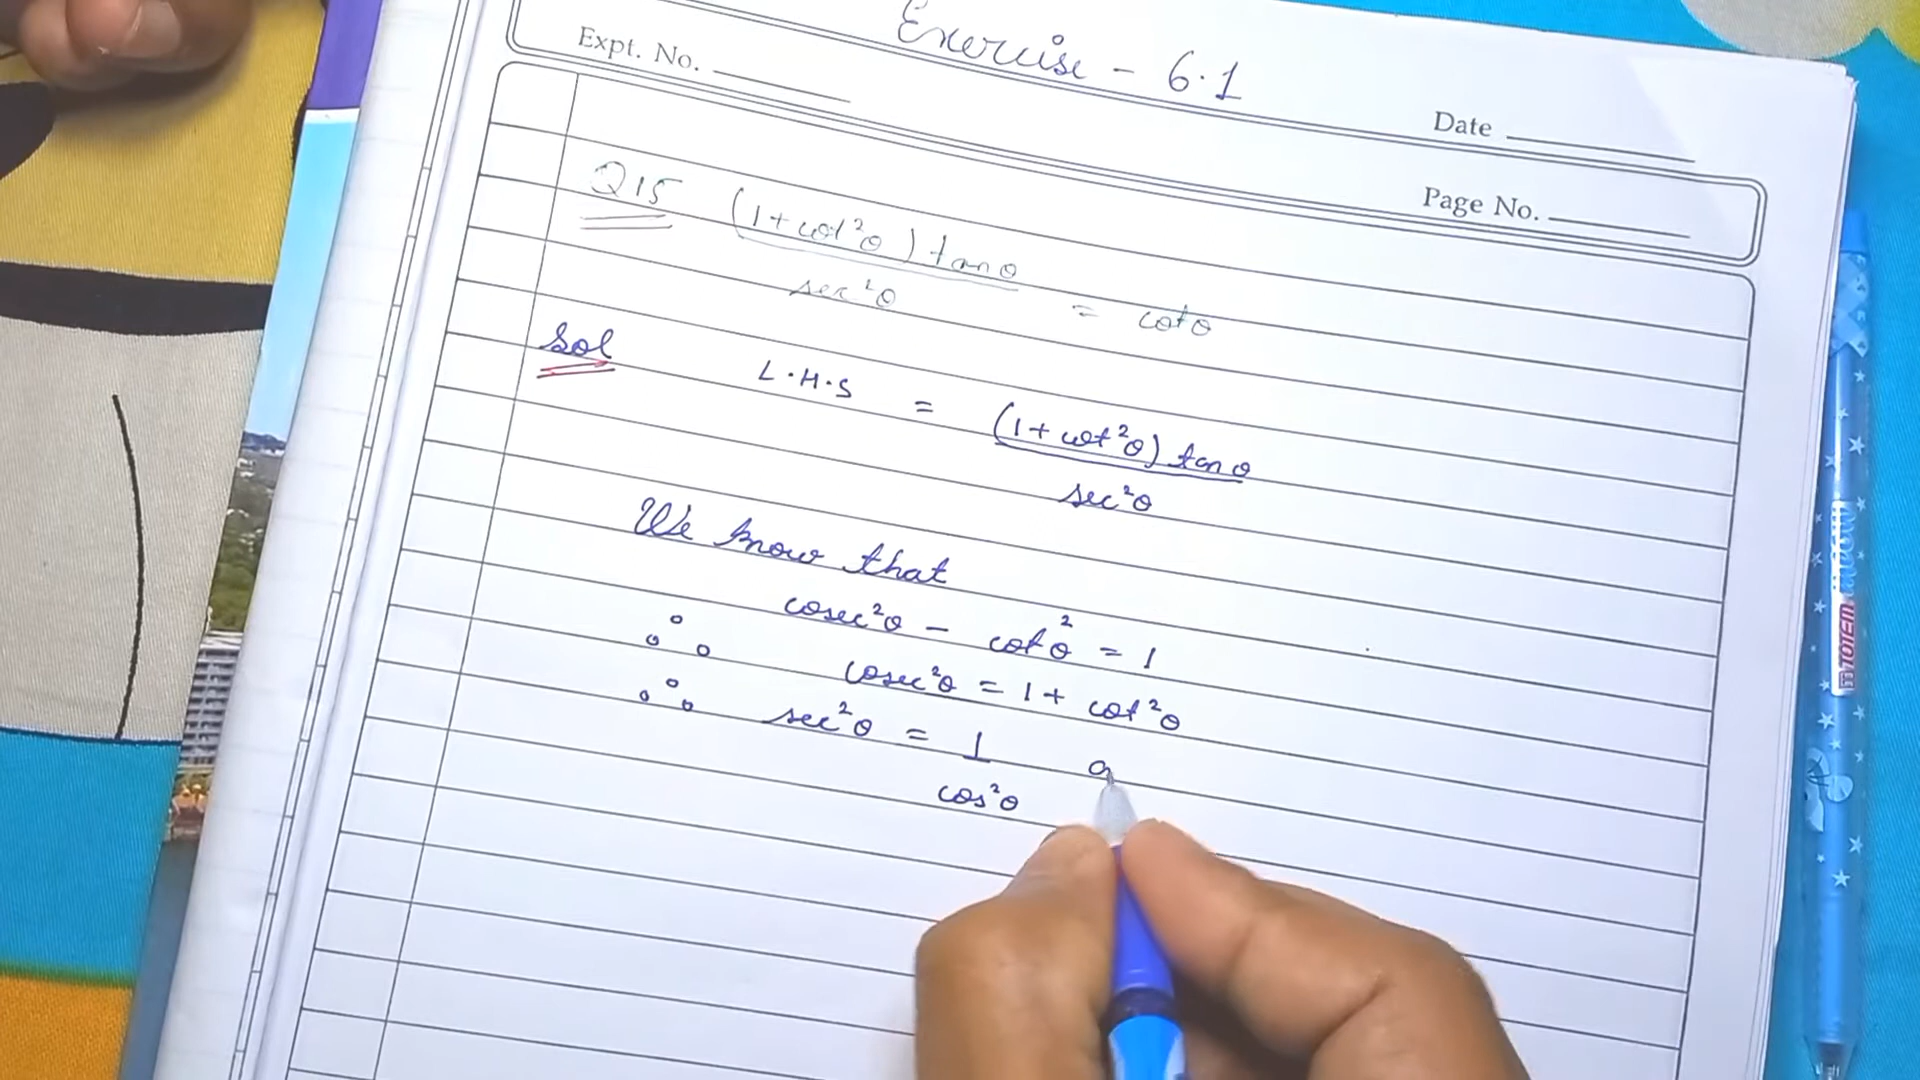 Exercise - 6.1
Expt. No.
Date
Page No.
Q15 (1+cot²θ) tanθ
sec²θ = cotθ
Sol L.H.S = (1+cot²θ) tanθ
sec²θ
We know that
cosec²θ - cot²θ = 1
∴ cosec²θ = 1 + cot²θ
∴ sec²θ = 1
cos²θ